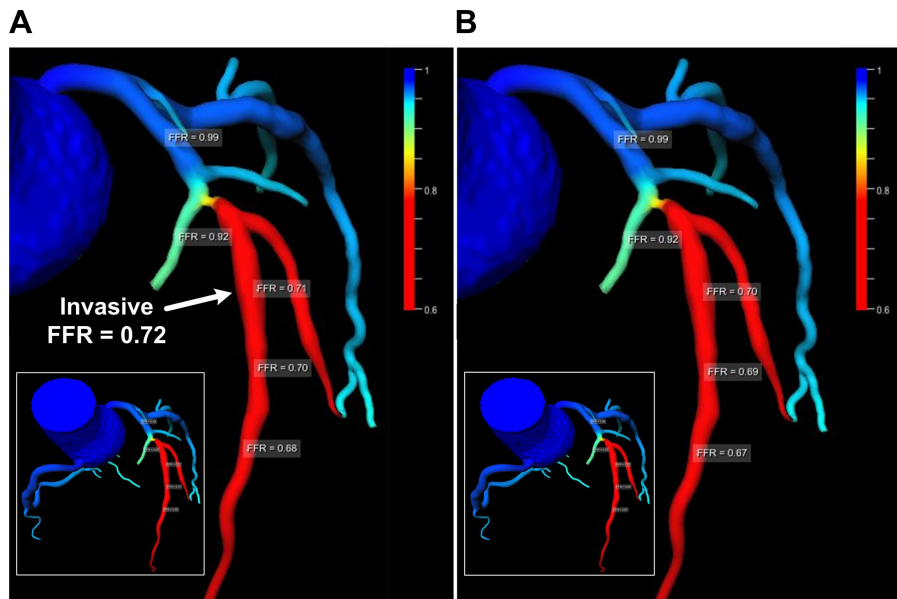 A
B
FFR = 0.99
FFR = 0.92
FFR = 0.71
Invasive
FFR = 0.72
FFR = 0.70
FFR = 0.68
1
0.8
0.6
FFR = 0.99
FFR = 0.92
FFR = 0.70
FFR = 0.69
FFR = 0.67
1
0.8
0.6